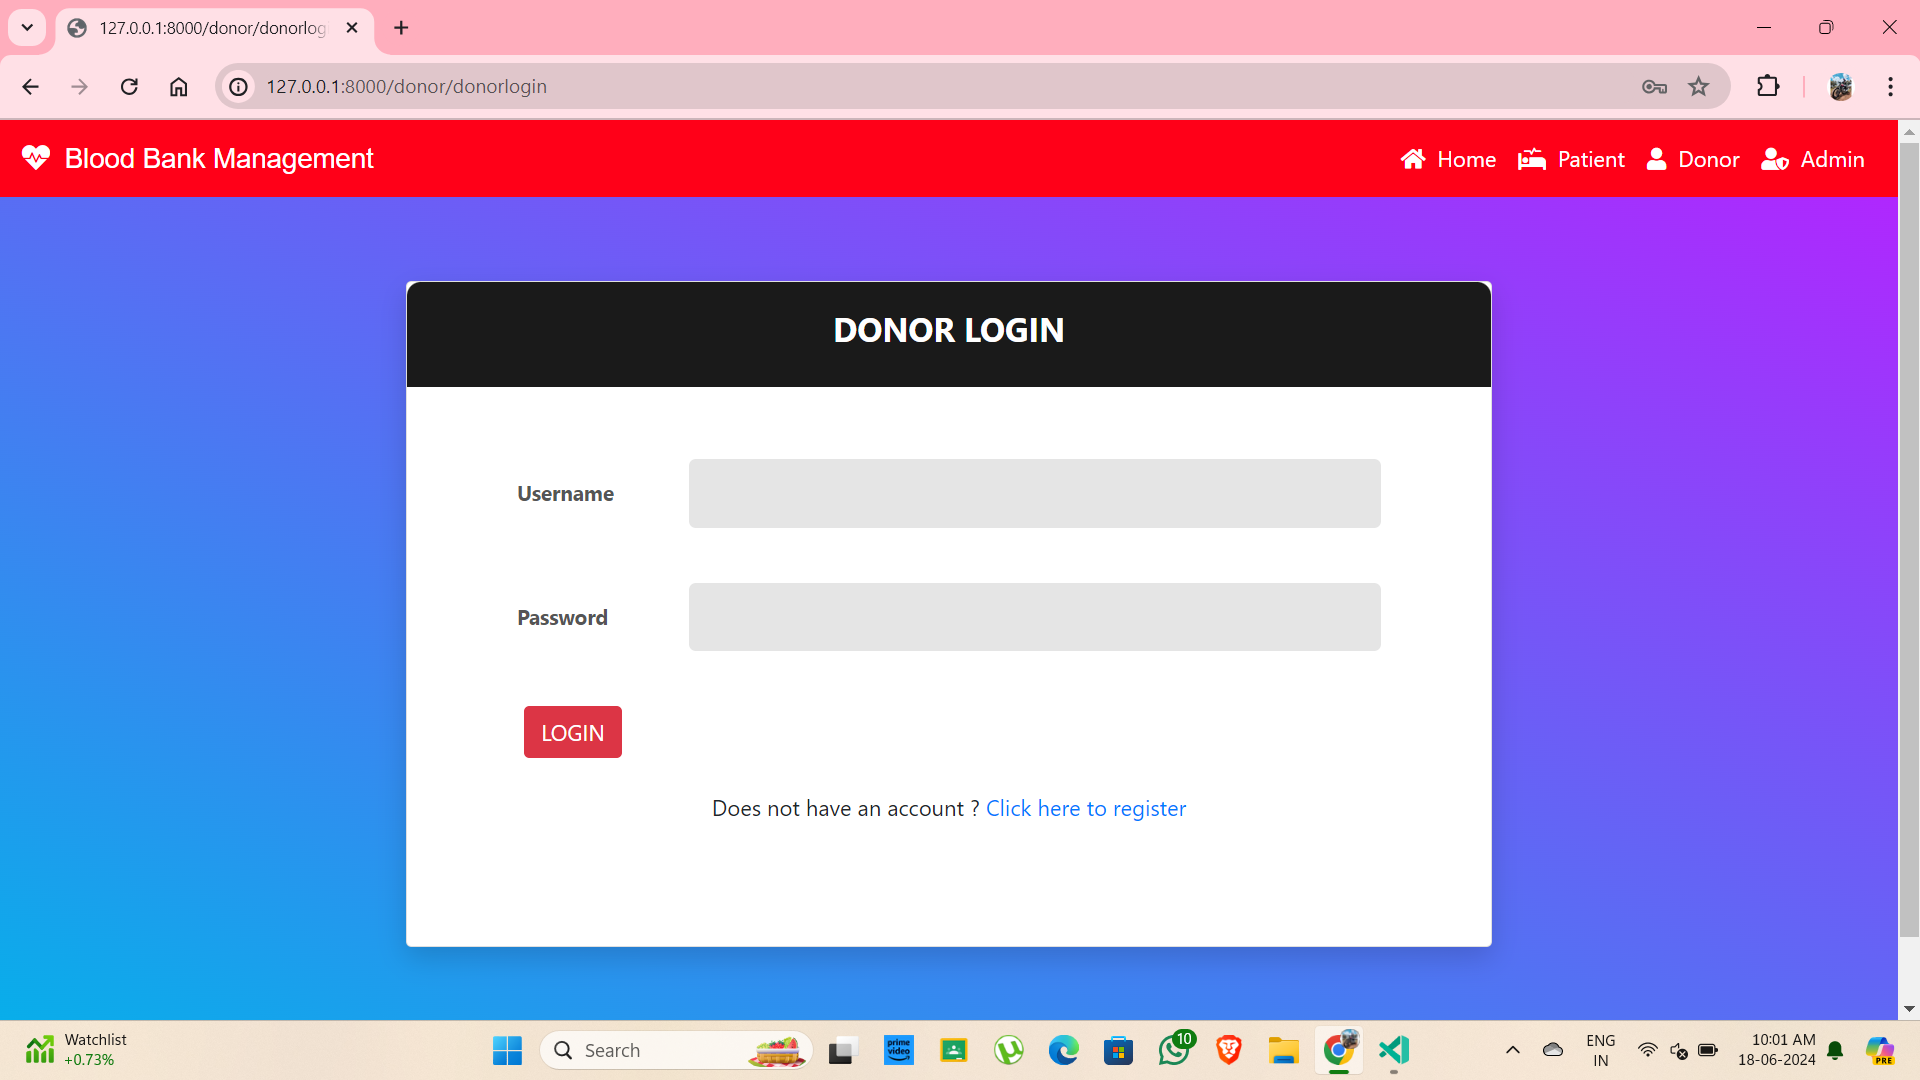 127.0.0.1:8000/donor/donorlog
127.0.0.1:8000/donor/donorlogin
Blood Bank Management
Home
Patient
Donor
Admin
DONOR LOGIN
Username
Password
LOGIN
Does not have an account ? Click here to register
Watchlist
+0.73%
Search
prime video
10
ENG
IN
10:01 AM
18-06-2024
PRE